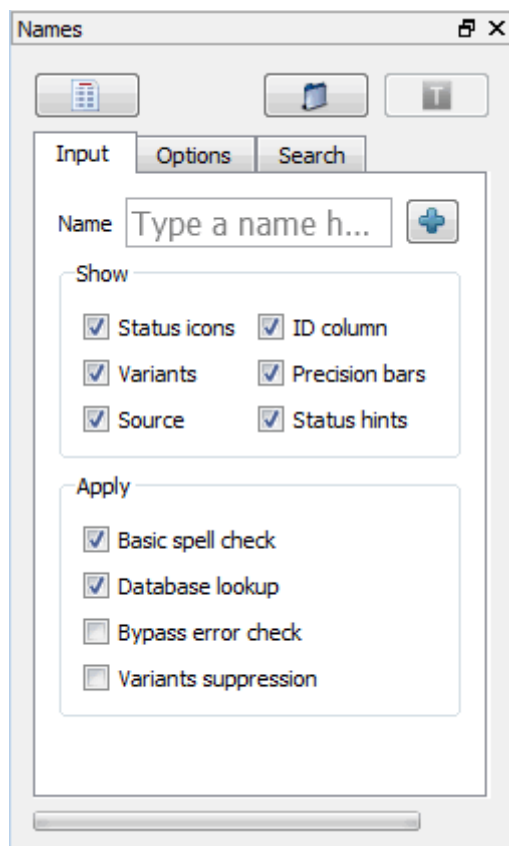 Names
T
Input Options Search
Name Type a name h...
Show
Status icons ID column
Variants Precision bars
Source Status hints
Apply
Basic spell check
Database lookup
Bypass error check
Variants suppression